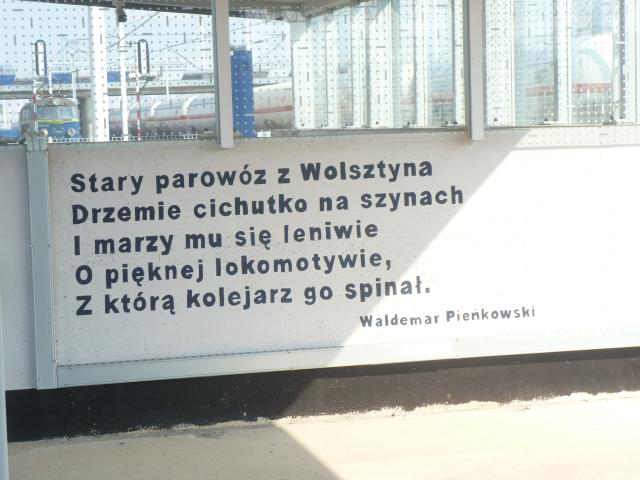 Stary parowóz z Wolsztyna
Drzemie cichutko na szynach
I marzy mu się leniwie
O pięknej lokomotywie,
Z którą kolejarz go spinał.
Waldemar Pieńkowski